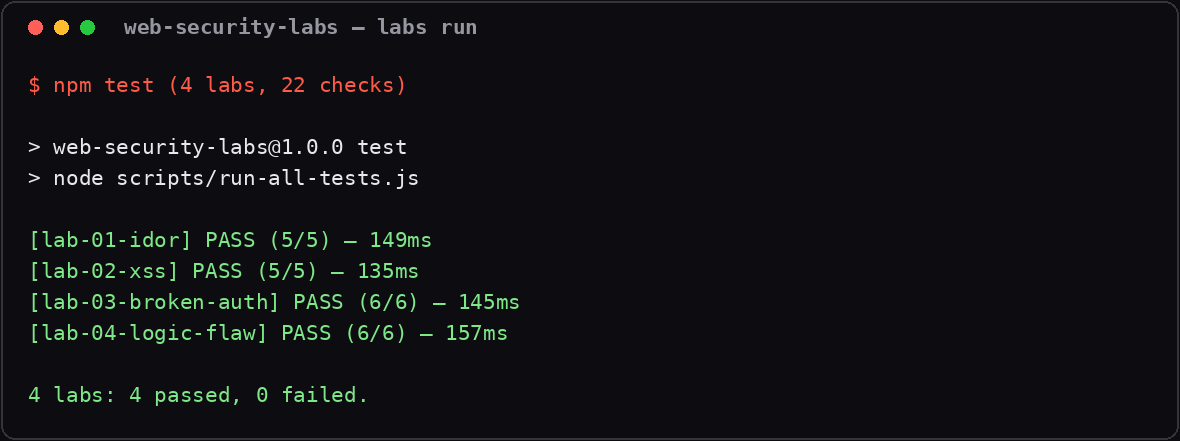 web-security-labs — labs run
$ npm test (4 labs, 22 checks)
> web-security-labs@1.0.0 test
> node scripts/run-all-tests.js
[lab-01-idor] PASS (5/5) — 149ms
[lab-02-xss] PASS (5/5) — 135ms
[lab-03-broken-auth] PASS (6/6) — 145ms
[lab-04-logic-flaw] PASS (6/6) — 157ms
4 labs: 4 passed, 0 failed.